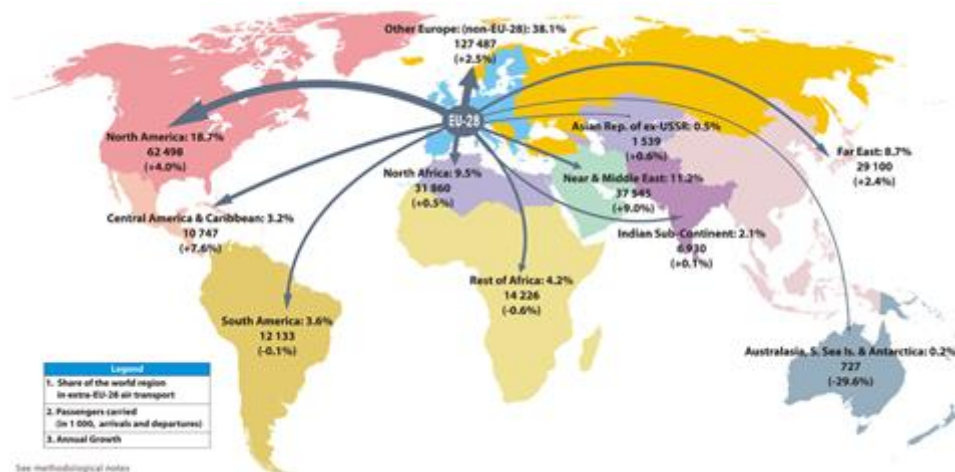 Other Europe: (non-EU-28): 38.1%
127 487
(+2.5%)
EU-28
North America: 18.7%
62 498
(+4.0%)
Asian Rep. of ex-USSR: 0.5%
1 539
(+0.6%)
Far East: 8.7%
29 100
(+2.4%)
North Africa: 9.5%
31 860
(+0.5%)
Near & Middle East: 11.2%
37 545
(+9.0%)
Central America & Caribbean: 3.2%
10 747
(+7.6%)
Indian Sub-Continent: 2.1%
6 930
(+0.1%)
Rest of Africa: 4.2%
14 226
(-0.6%)
South America: 3.6%
12 133
(-0.1%)
Australasia, S. Sea Is. & Antarctica: 0.2%
727
(-29.6%)
Legend
1. Share of the world region
in extra-EU-28 air transport
2. Passengers carried
(in 1 000, arrivals and departures)
3. Annual Growth
See methodological notes